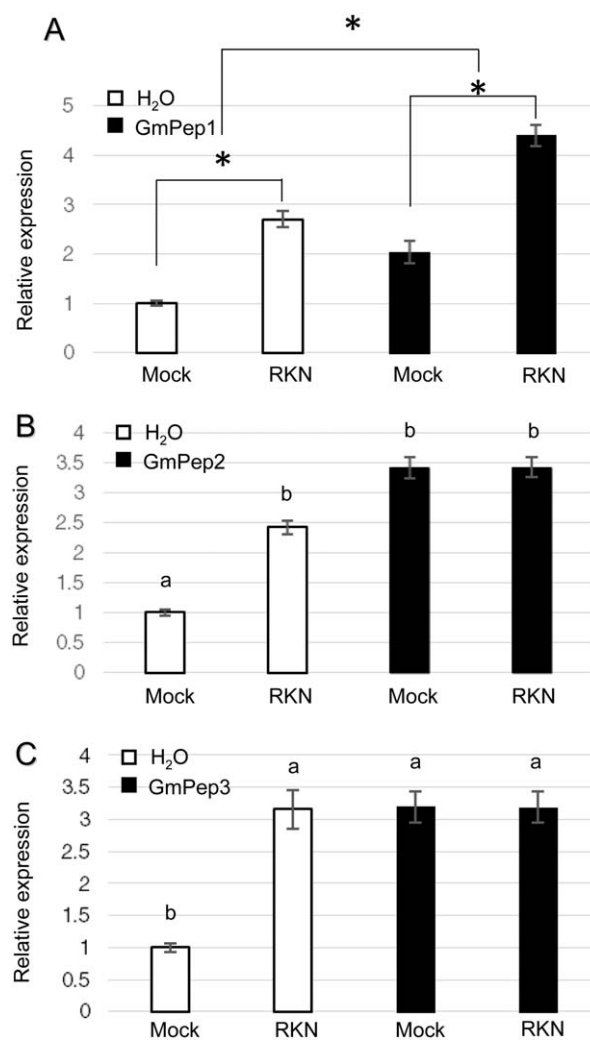 A
*
H₂O
GmPep1
*
*
Relative expression
5
4
3
2
1
0
Mock RKN Mock RKN
B
H₂O
GmPep2
Relative expression
4
3.5
3
2.5
2
1.5
1
0.5
0
a
b
b
b
Mock RKN Mock RKN
C
H₂O
GmPep3
Relative expression
4
3.5
3
2.5
2
1.5
1
0.5
0
b
a
a
a
Mock RKN Mock RKN